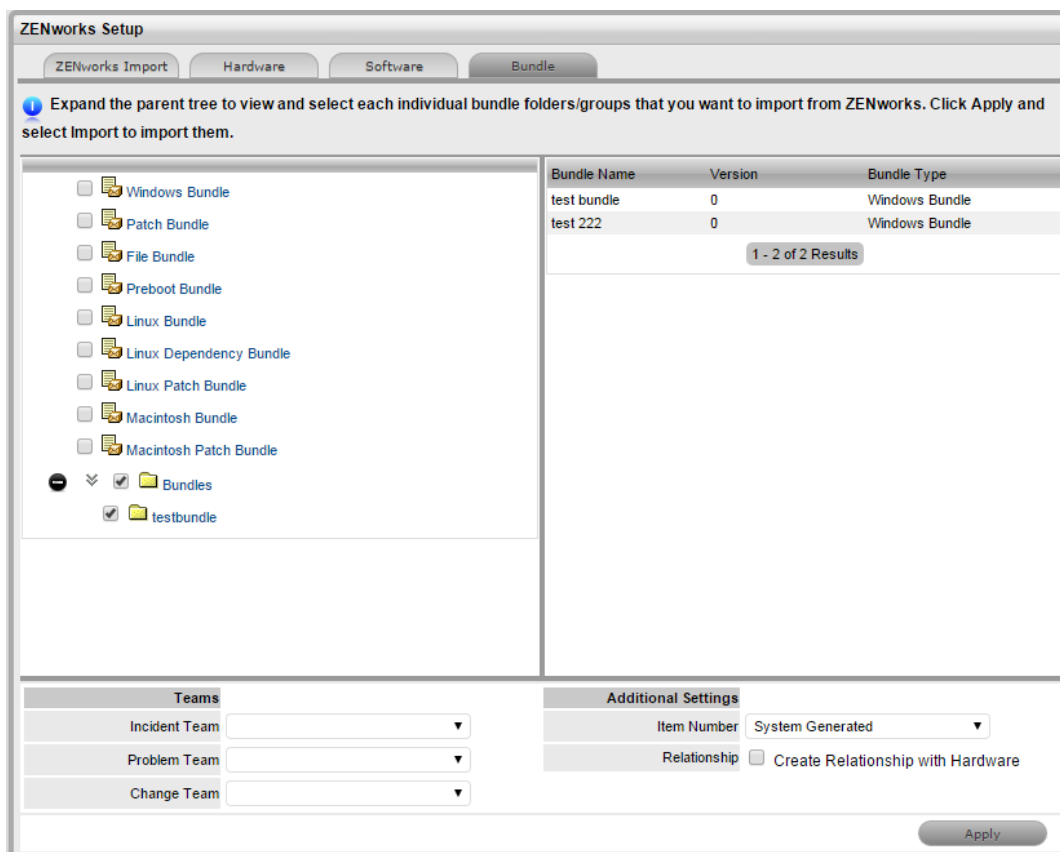 ZENworks Setup
ZENworks Import Hardware Software Bundle
Expand the parent tree to view and select each individual bundle folders/groups that you want to import from ZENworks. Click Apply and
select Import to import them.
Windows Bundle
Patch Bundle
File Bundle
Preboot Bundle
Linux Bundle
Linux Dependency Bundle
Linux Patch Bundle
Macintosh Bundle
Macintosh Patch Bundle
Bundles
testbundle
Bundle Name Version Bundle Type
test bundle 0 Windows Bundle
test 222 0 Windows Bundle
1 - 2 of 2 Results
Teams
Incident Team
Problem Team
Change Team
Additional Settings
Item Number System Generated
Relationship Create Relationship with Hardware
Apply